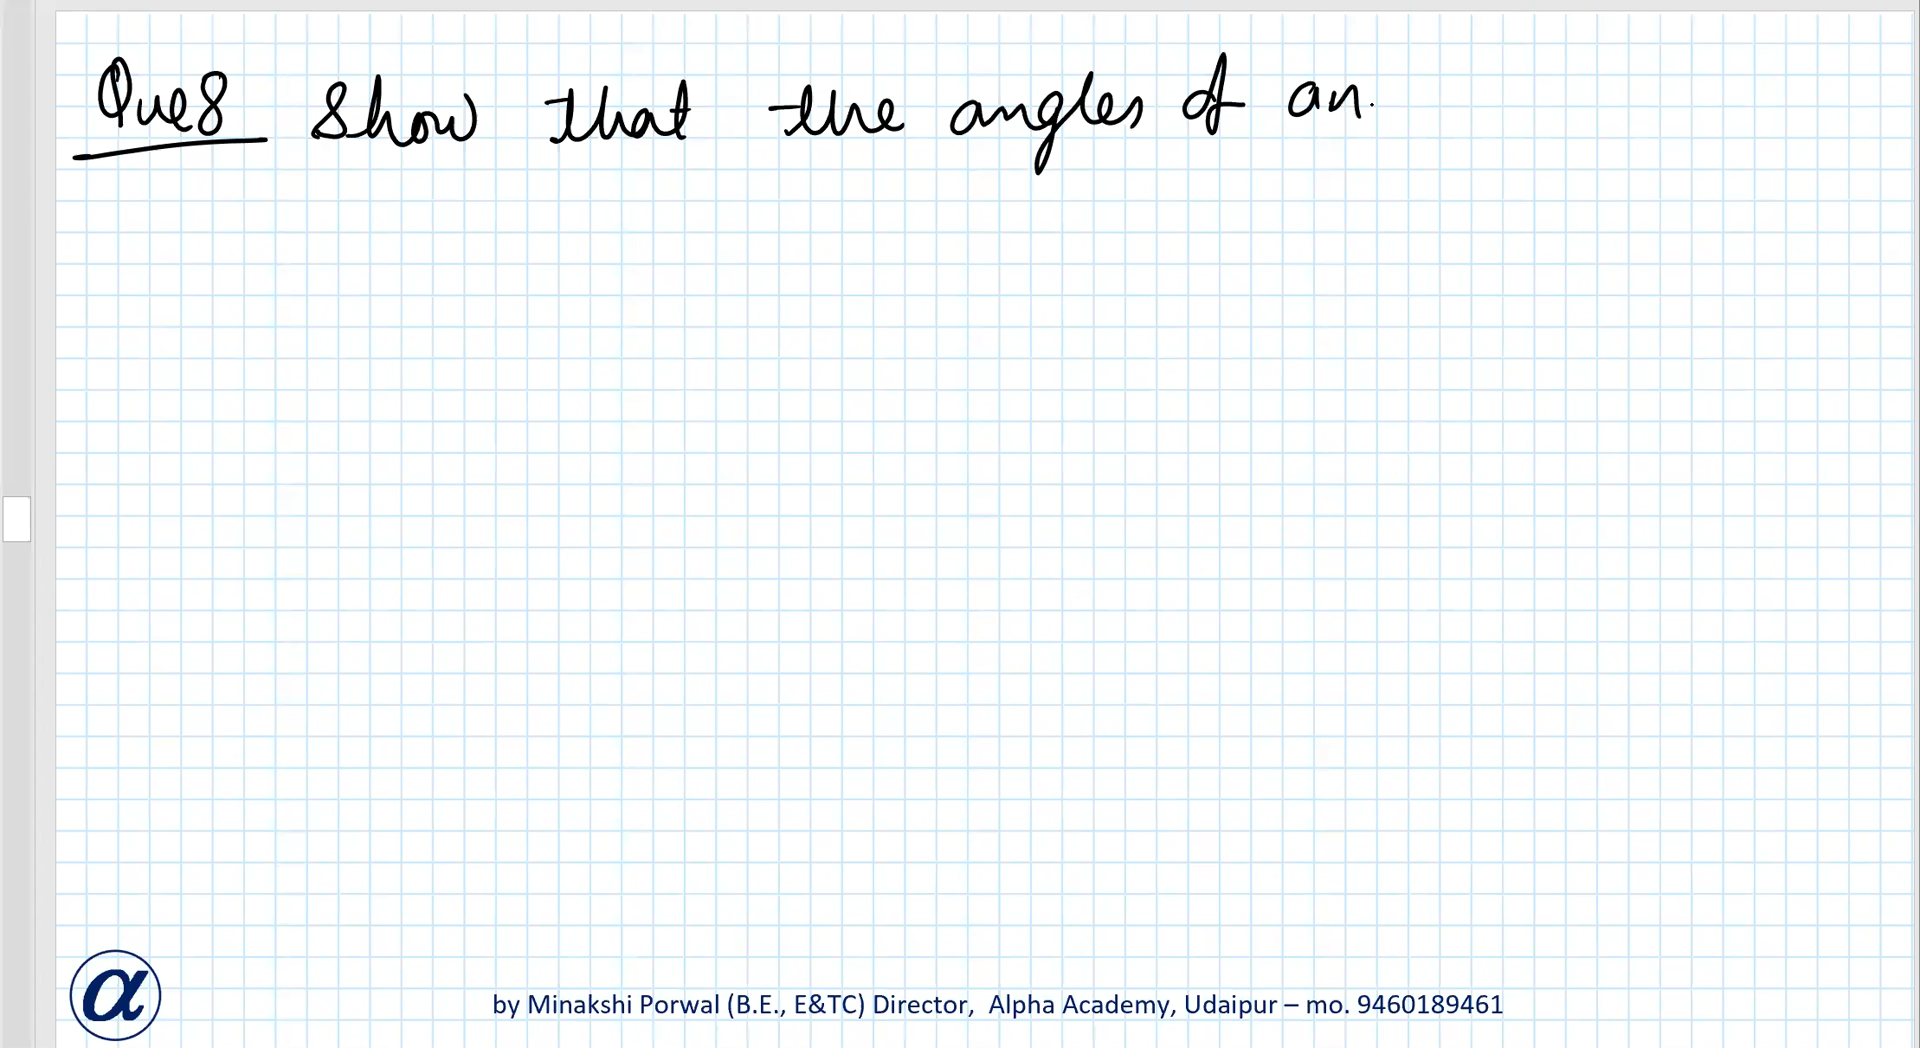 Que8 Show that the angles of an
α
by Minakshi Porwal (B.E., E&TC) Director, Alpha Academy, Udaipur – mo. 9460189461